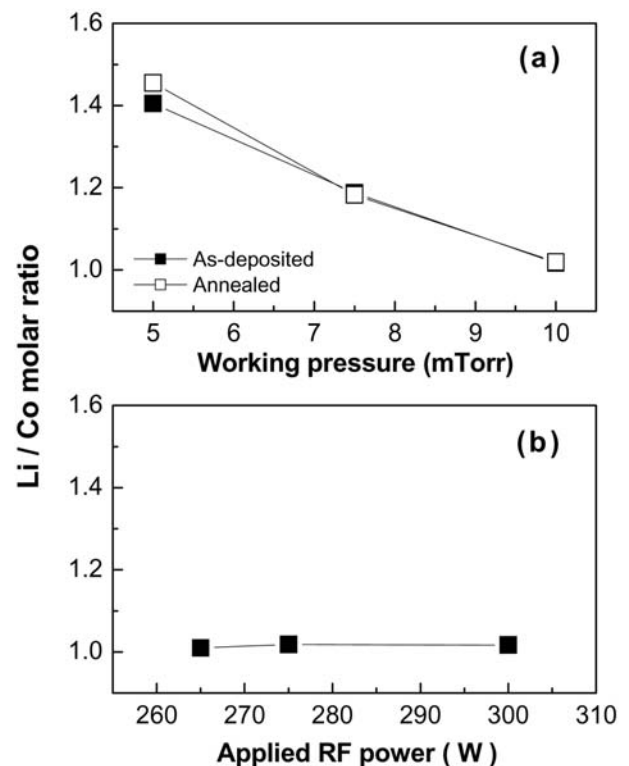 1.6
(a)
1.4
1.2
1.0
As-deposited
Annealed
5 6 7 8 9 10
Working pressure (mTorr)
Li / Co molar ratio
1.6
(b)
1.4
1.2
1.0
260 270 280 290 300 310
Applied RF power ( W )